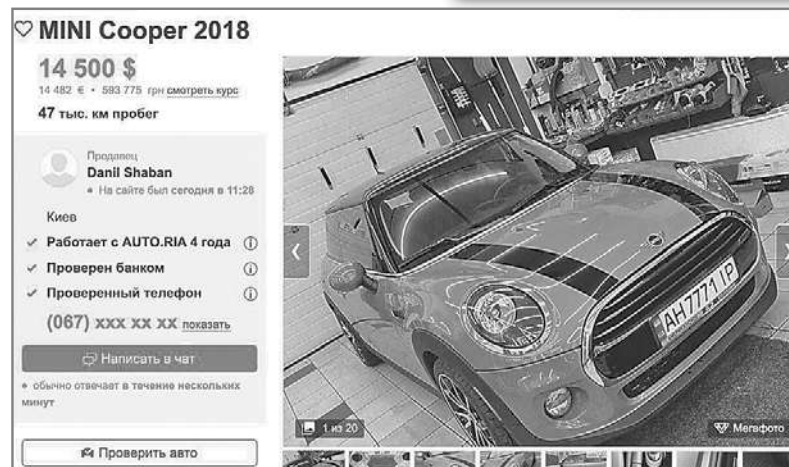 MINI Cooper 2018
14 500 $
14 482 € • 593 775 грн смотреть курс
47 тыс. км пробег
Продавец
Danil Shaban
• На сайте был сегодня в 11:28
Киев
Работает с AUTO.RIA 4 года
Проверен банком
Проверенный телефон
(067) xxx xx xx показать
Написать в чат
• обычно отвечает в течение нескольких
минут
Проверить авто
AH7771IP
1 из 20
Мегафото